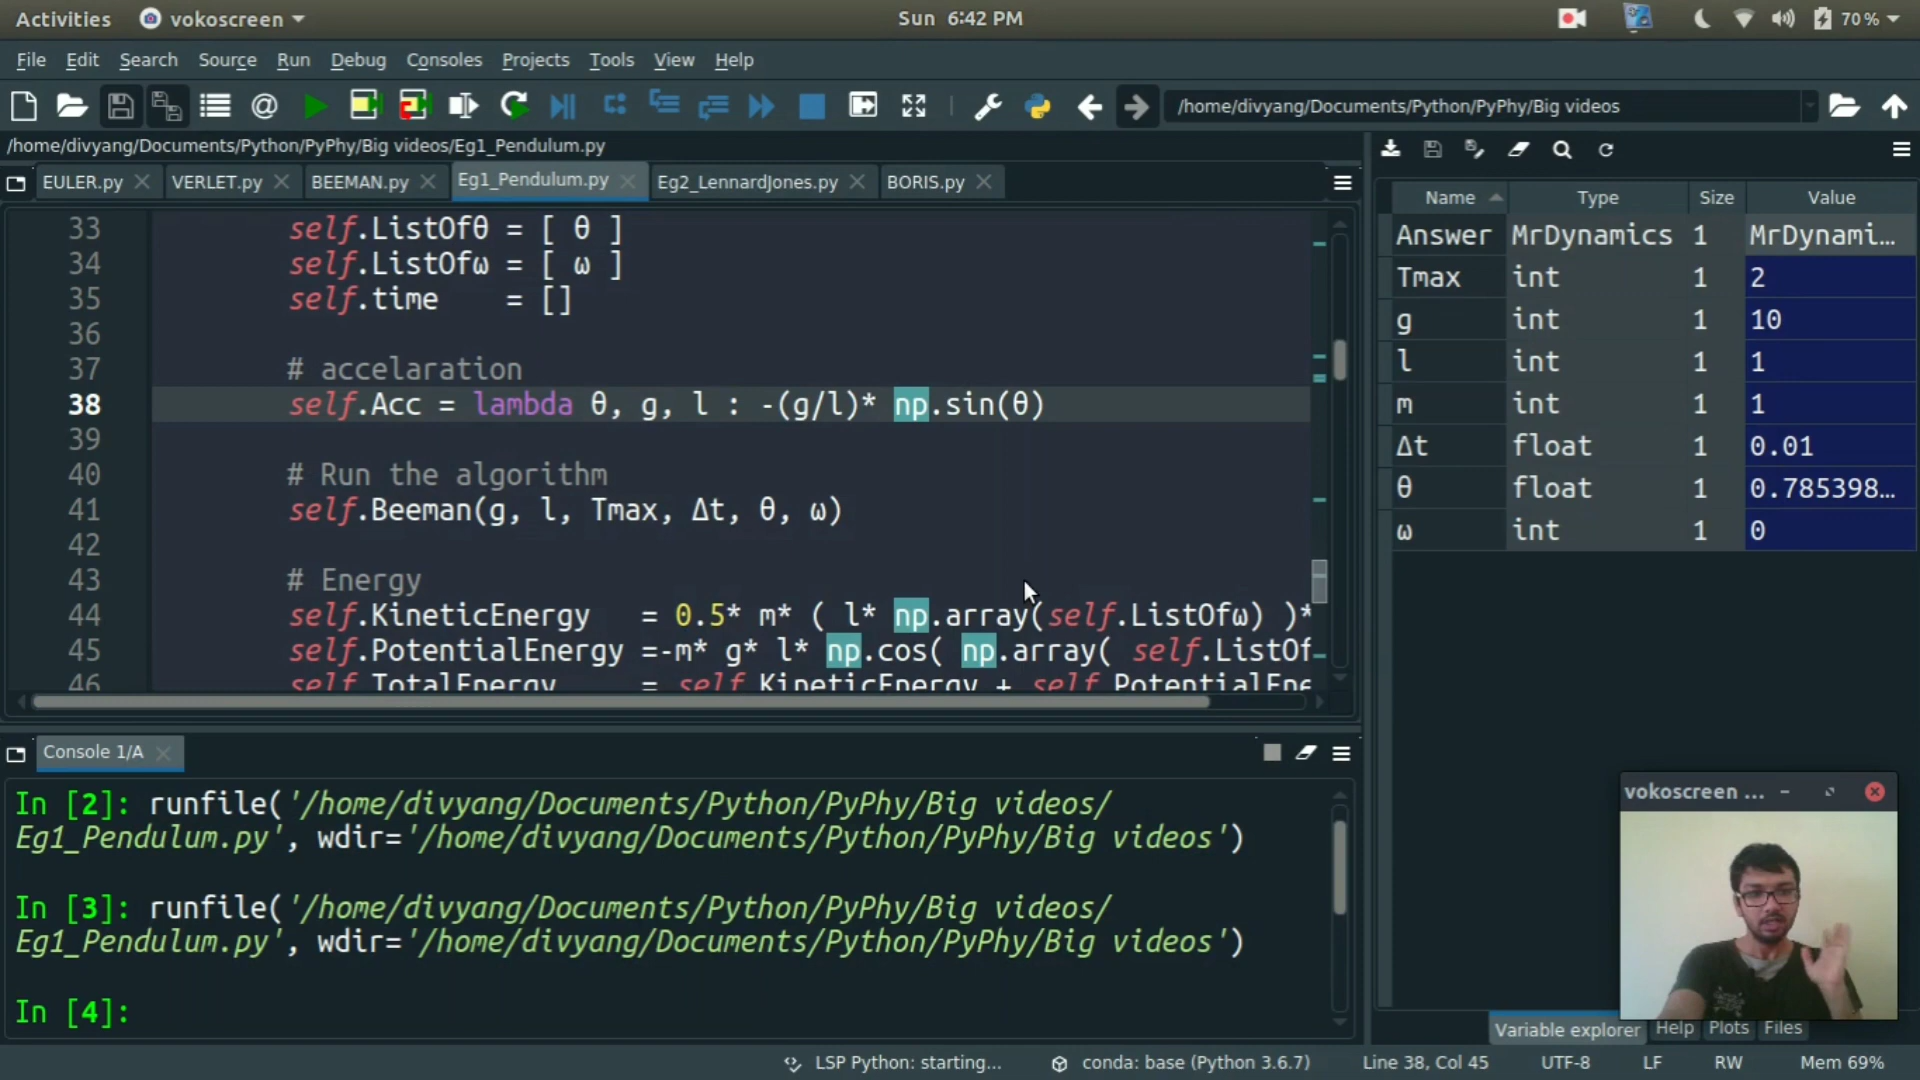 Activities vokoscreen Sun 6:42 PM 70%
File Edit Search Source Run Debug Consoles Projects Tools View Help
/home/divyang/Documents/Python/PyPhy/Big videos
/home/divyang/Documents/Python/PyPhy/Big videos/Eg1_Pendulum.py
EULER.py VERLET.py BEEMAN.py Eg1_Pendulum.py Eg2_LennardJones.py BORIS.py
33 self.ListOfθ = [ θ ]
34 self.ListOfω = [ ω ]
35 self.time = []
36
37 # accelaration
38 self.Acc = lambda θ, g, l : -(g/l)* np.sin(θ)
39
40 # Run the algorithm
41 self.Beeman(g, l, Tmax, Δt, θ, ω)
42
43 # Energy
44 self.KineticEnergy = 0.5* m* ( l* np.array(self.ListOfω) )*
45 self.PotentialEnergy =-m* g* l* np.cos( np.array( self.ListOf
46 self.TotalEnergy = self.KineticEnergy + self.PotentialEne
Name Type Size Value
Answer MrDynamics 1 MrDynami...
Tmax int 1 2
g int 1 10
l int 1 1
m int 1 1
Δt float 1 0.01
θ float 1 0.785398...
ω int 1 0
Console 1/A
In [2]: runfile('/home/divyang/Documents/Python/PyPhy/Big videos/
Eg1_Pendulum.py', wdir='/home/divyang/Documents/Python/PyPhy/Big videos')
In [3]: runfile('/home/divyang/Documents/Python/PyPhy/Big videos/
Eg1_Pendulum.py', wdir='/home/divyang/Documents/Python/PyPhy/Big videos')
In [4]:
vokoscreen ...
Variable explorer Help Plots Files
LSP Python: starting... conda: base (Python 3.6.7) Line 38, Col 45 UTF-8 LF RW Mem 69%